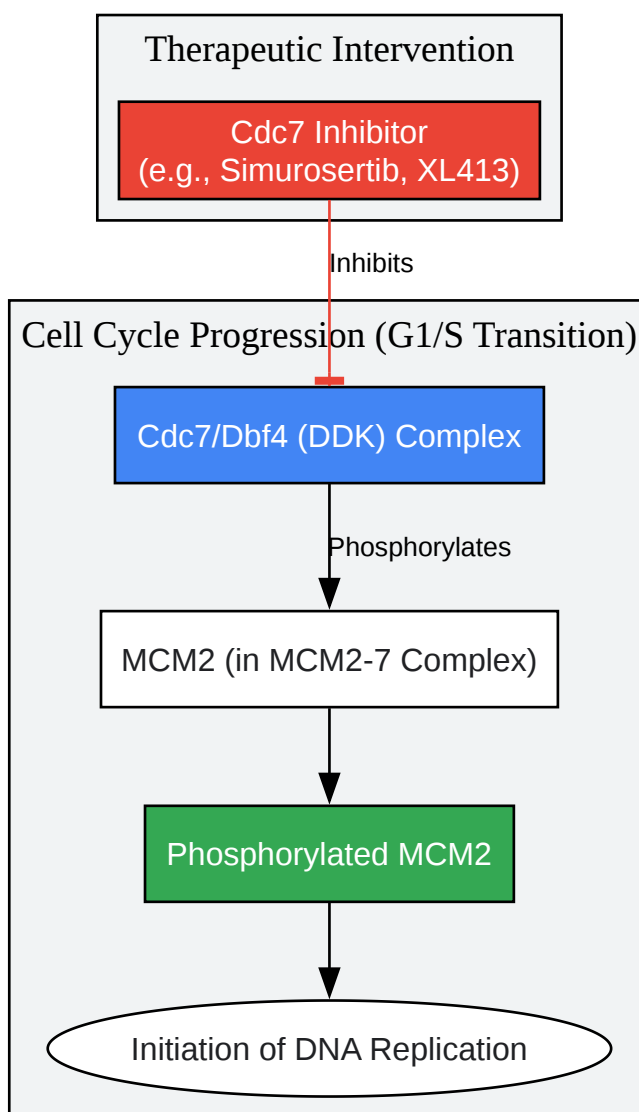 Therapeutic Intervention
Cdc7 Inhibitor
(e.g., Simurosertib, XL413)
Inhibits
Cell Cycle Progression (G1/S Transition)
Cdc7/Dbf4 (DDK) Complex
Phosphorylates
MCM2 (in MCM2-7 Complex)
Phosphorylated MCM2
Initiation of DNA Replication